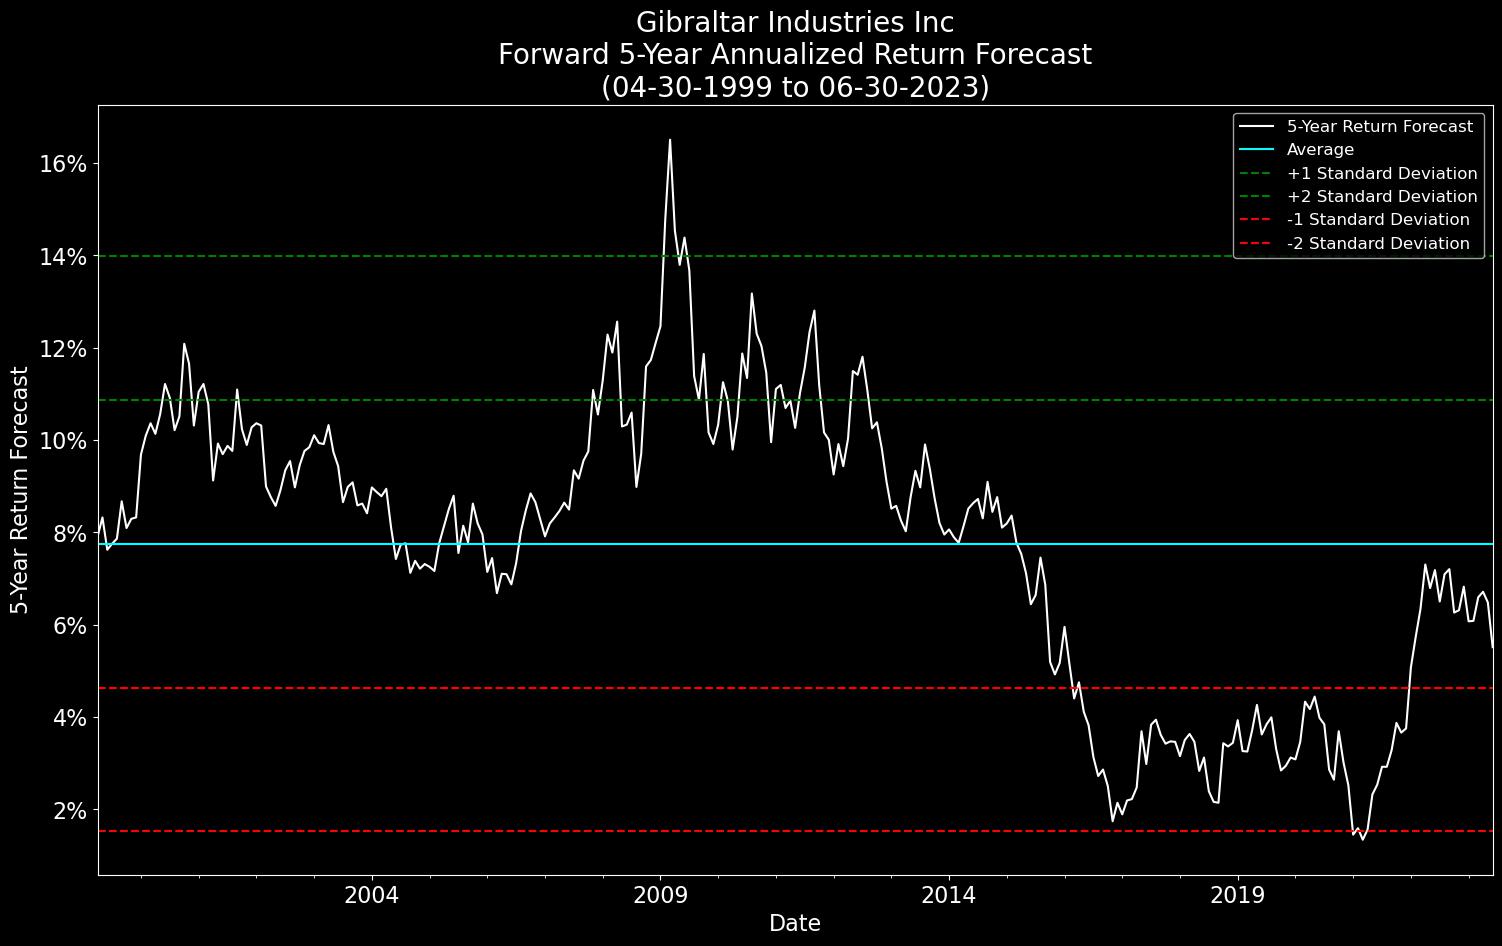 Gibraltar Industries Inc
Forward 5-Year Annualized Return Forecast
(04-30-1999 to 06-30-2023)
5-Year Return Forecast
Average
+1 Standard Deviation
+2 Standard Deviation
-1 Standard Deviation
-2 Standard Deviation
16%
14%
12%
10%
8%
6%
4%
2%
5-Year Return Forecast
2004
2009
2014
2019
Date